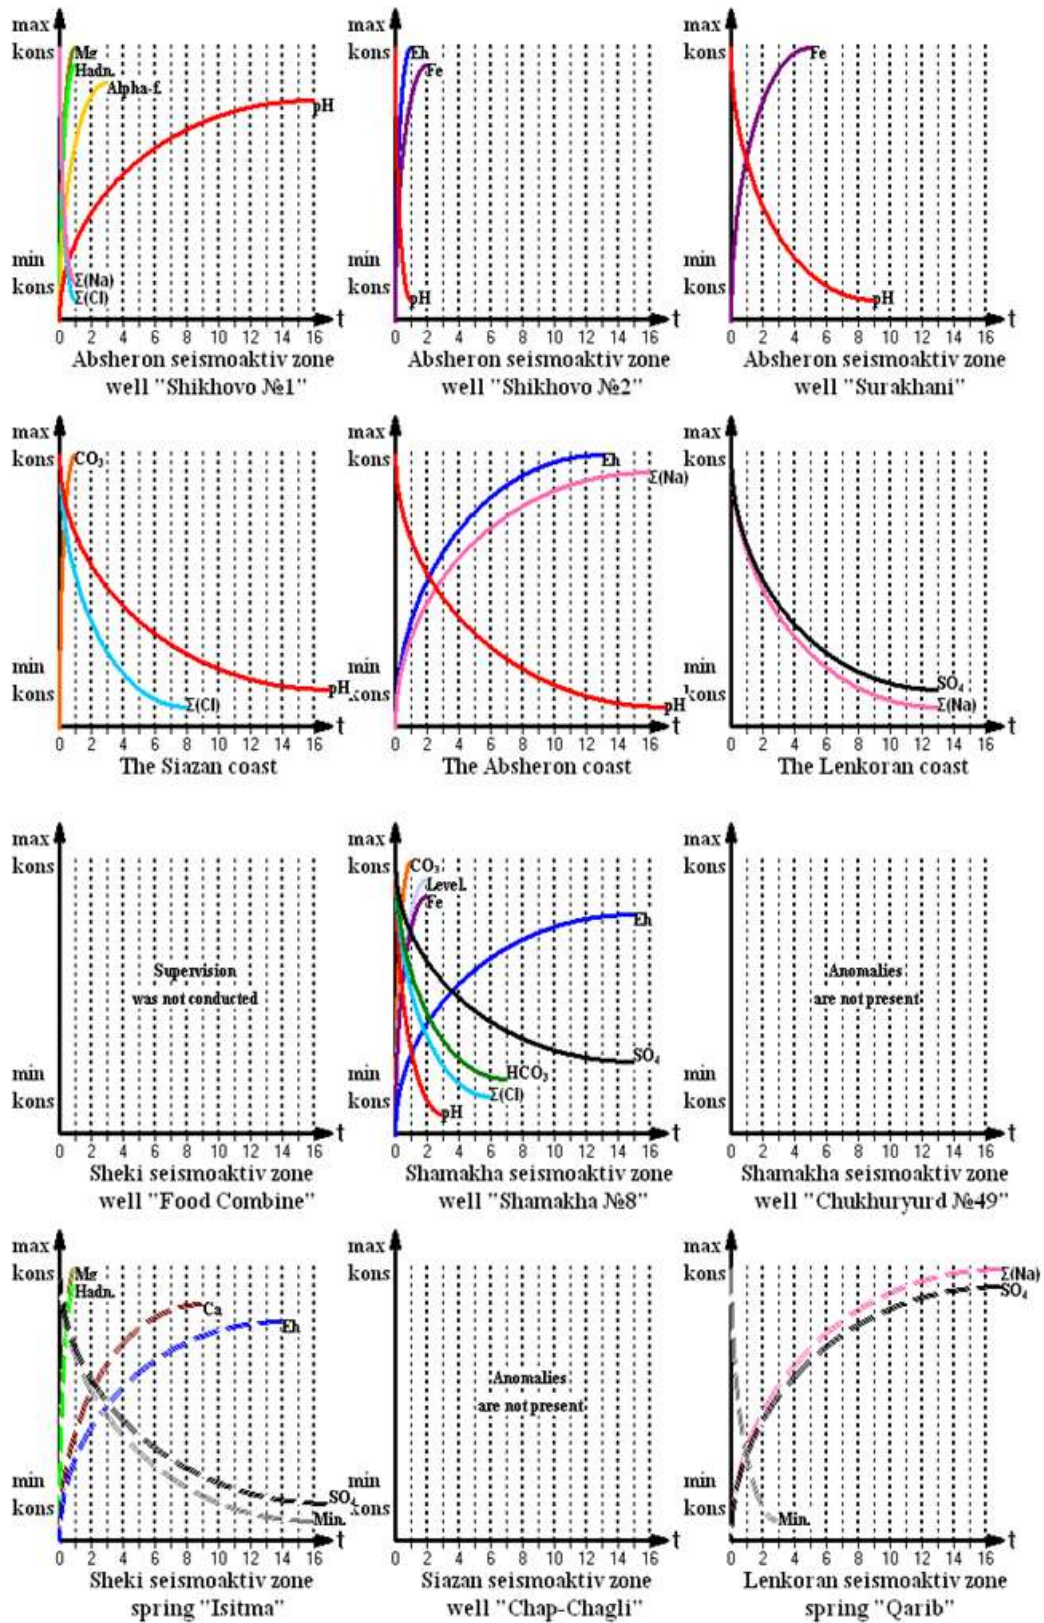 max
kons
Mg
Hadn.
Alpha-f.
pH
min
kons
Σ(Na)
Σ(Cl)
t
0 2 4 6 8 10 12 14 16
Absheron seismoaktiv zone
well "Shikhovo №1"
max
kons
Eh
Fe
min
kons
pH
t
0 2 4 6 8 10 12 14 16
Absheron seismoaktiv zone
well "Shikhovo №2"
max
kons
Fe
min
kons
pH
t
0 2 4 6 8 10 12 14 16
Absheron seismoaktiv zone
well "Surakhani"
max
kons
CO₃
min
kons
pH
Σ(Cl)
t
0 2 4 6 8 10 12 14 16
The Siazan coast
max
kons
Eh
Σ(Na)
min
kons
pH
t
0 2 4 6 8 10 12 14 16
The Absheron coast
max
kons
min
kons
SO₄
Σ(Na)
t
0 2 4 6 8 10 12 14 16
The Lenkoran coast
max
kons
Supervision
was not conducted
min
kons
t
0 2 4 6 8 10 12 14 16
Sheki seismoaktiv zone
well "Food Combine"
max
kons
CO₃
Level.
Fe
Eh
SO₄
min
kons
HCO₃
Σ(Cl)
pH
t
0 2 4 6 8 10 12 14 16
Shamakha seismoaktiv zone
well "Shamakha №8"
max
kons
Anomalies
are not present
min
kons
t
0 2 4 6 8 10 12 14 16
Shamakha seismoaktiv zone
well "Chukhuryurd №49"
max
kons
Mg
Hadn.
Ca
Eh
min
kons
SO₄
Min.
t
0 2 4 6 8 10 12 14 16
Sheki seismoaktiv zone
spring "Isitma"
max
kons
Anomalies
are not present
min
kons
t
0 2 4 6 8 10 12 14 16
Siazan seismoaktiv zone
well "Chap-Chagli"
max
kons
Σ(Na)
SO₄
min
kons
Min.
t
0 2 4 6 8 10 12 14 16
Lenkoran seismoaktiv zone
spring "Qarib"